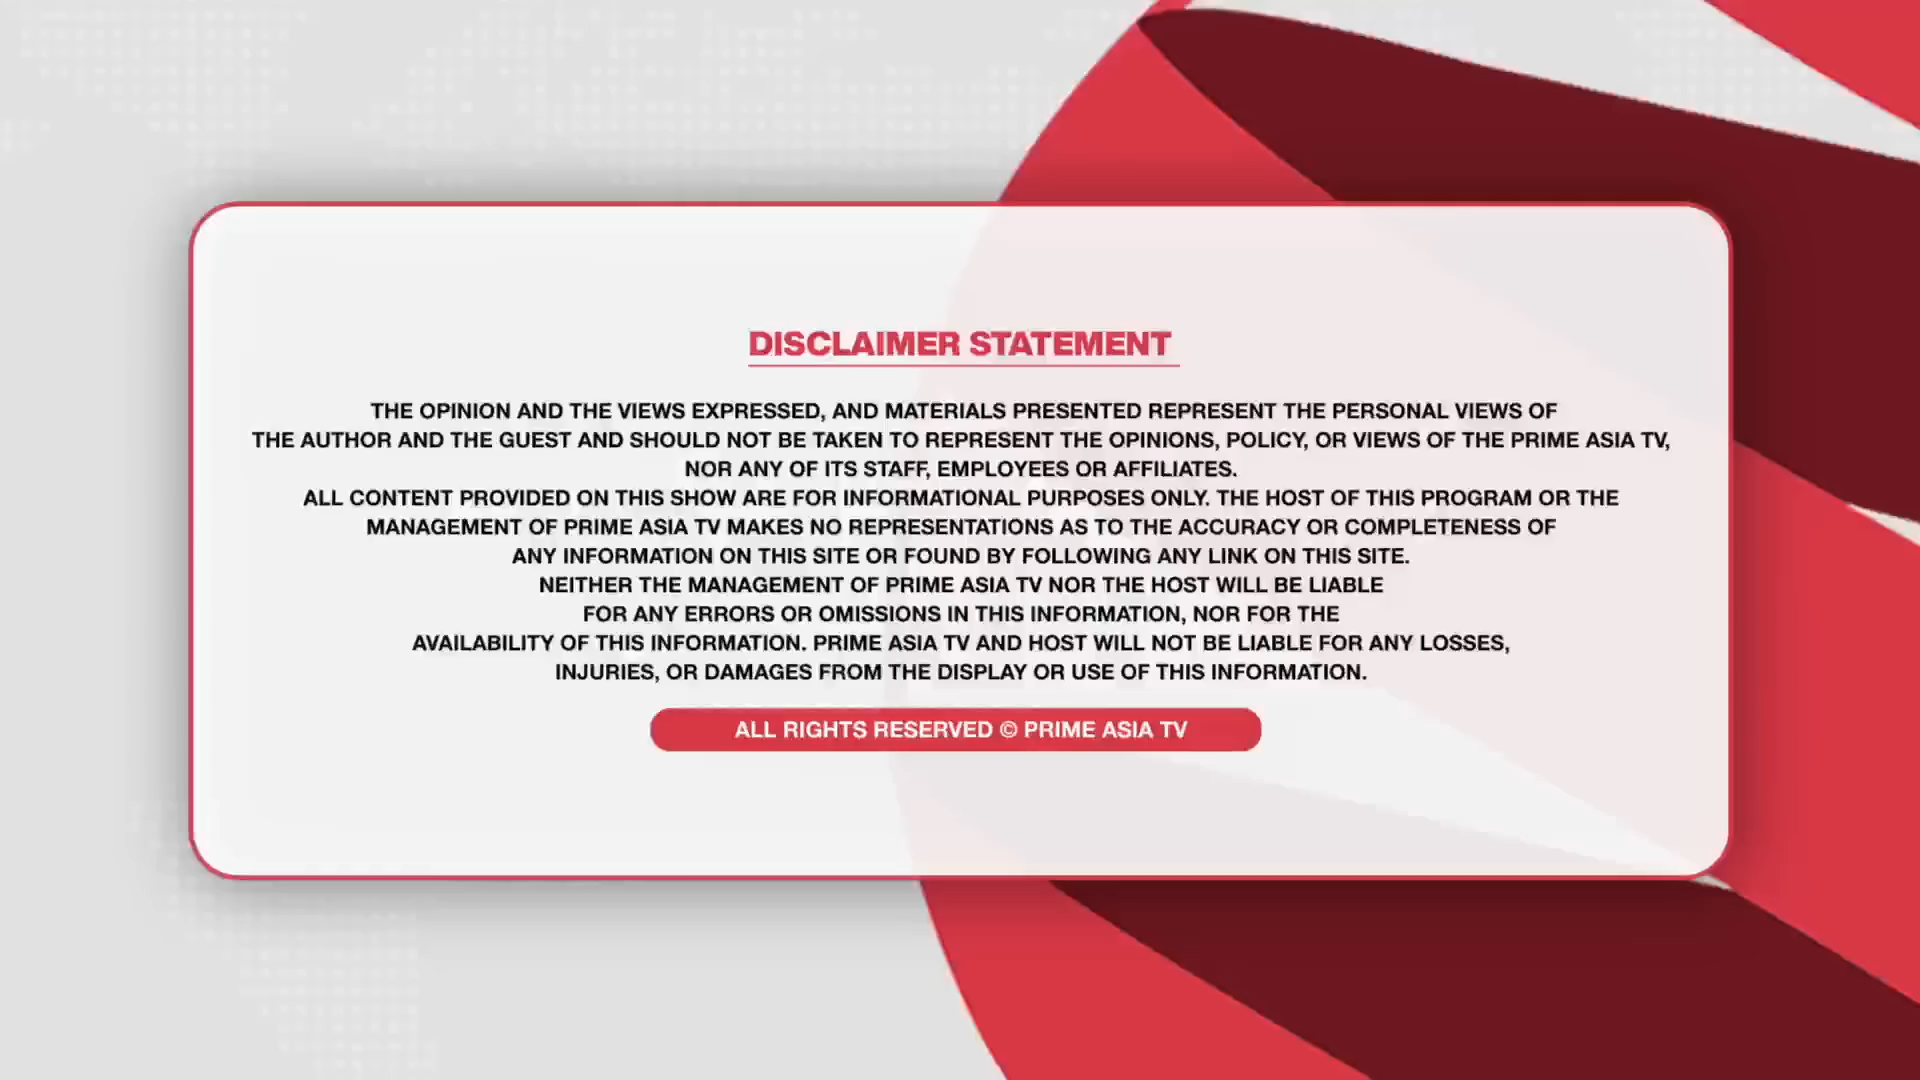 DISCLAIMER STATEMENT
THE OPINION AND THE VIEWS EXPRESSED, AND MATERIALS PRESENTED REPRESENT THE PERSONAL VIEWS OF
THE AUTHOR AND THE GUEST AND SHOULD NOT BE TAKEN TO REPRESENT THE OPINIONS, POLICY, OR VIEWS OF THE PRIME ASIA TV,
NOR ANY OF ITS STAFF, EMPLOYEES OR AFFILIATES.
ALL CONTENT PROVIDED ON THIS SHOW ARE FOR INFORMATIONAL PURPOSES ONLY. THE HOST OF THIS PROGRAM OR THE
MANAGEMENT OF PRIME ASIA TV MAKES NO REPRESENTATIONS AS TO THE ACCURACY OR COMPLETENESS OF
ANY INFORMATION ON THIS SITE OR FOUND BY FOLLOWING ANY LINK ON THIS SITE.
NEITHER THE MANAGEMENT OF PRIME ASIA TV NOR THE HOST WILL BE LIABLE
FOR ANY ERRORS OR OMISSIONS IN THIS INFORMATION, NOR FOR THE
AVAILABILITY OF THIS INFORMATION. PRIME ASIA TV AND HOST WILL NOT BE LIABLE FOR ANY LOSSES,
INJURIES, OR DAMAGES FROM THE DISPLAY OR USE OF THIS INFORMATION.
ALL RIGHTS RESERVED © PRIME ASIA TV